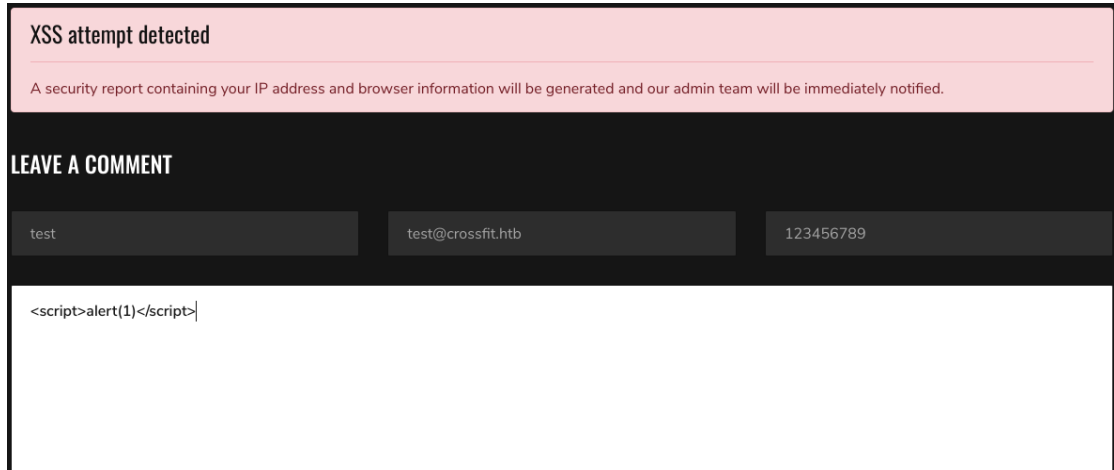 XSS attempt detected
A security report containing your IP address and browser information will be generated and our admin team will be immediately notified.
LEAVE A COMMENT
test
test@crossfit.htb
123456789
<script>alert(1)</script>